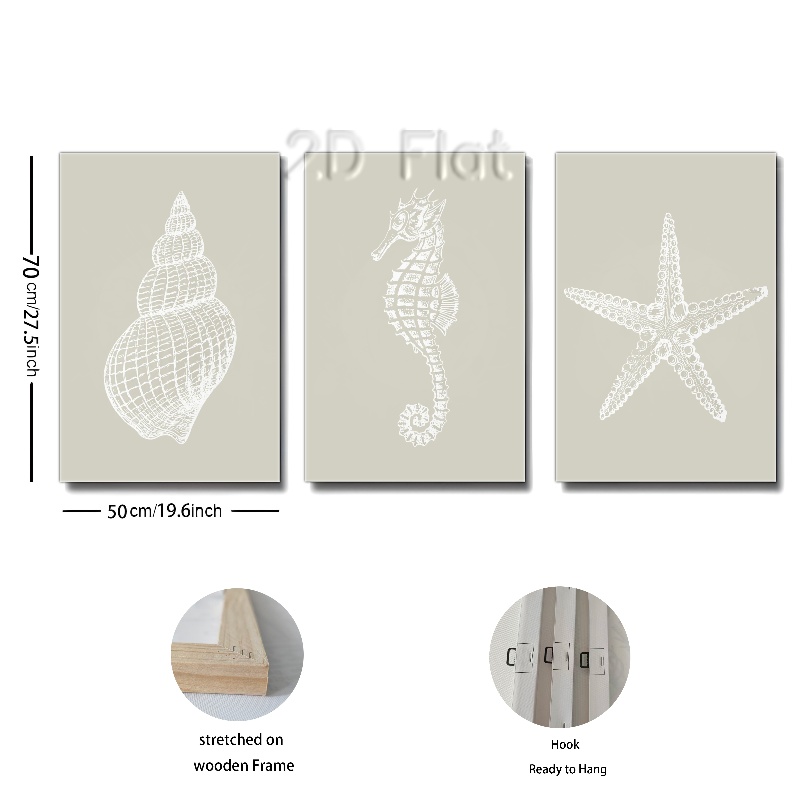 2D Flat
70 cm/27.5inch
50cm/19.6inch
stretched on
wooden Frame
Hook
Ready to Hang